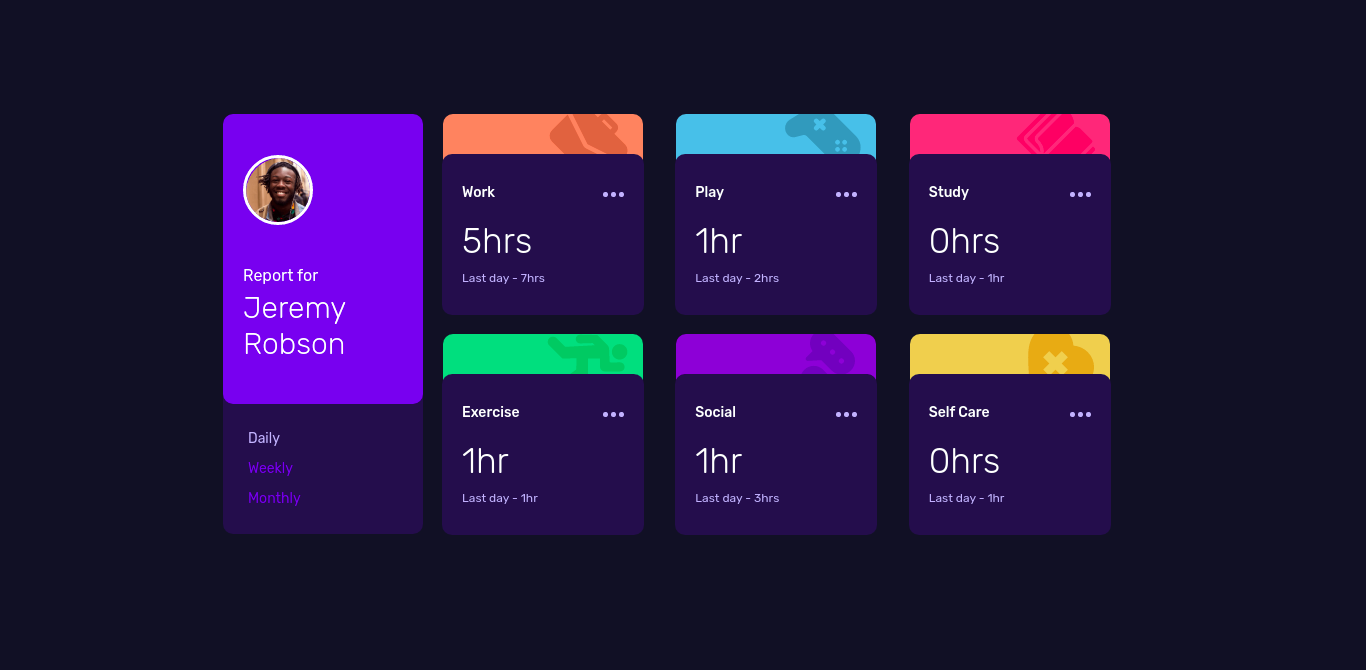 Report for
Jeremy
Robson
Daily
Weekly
Monthly
Work
5hrs
Last day - 7hrs
Play
1hr
Last day - 2hrs
Study
0hrs
Last day - 1hr
Exercise
1hr
Last day - 1hr
Social
1hr
Last day - 3hrs
Self Care
0hrs
Last day - 1hr